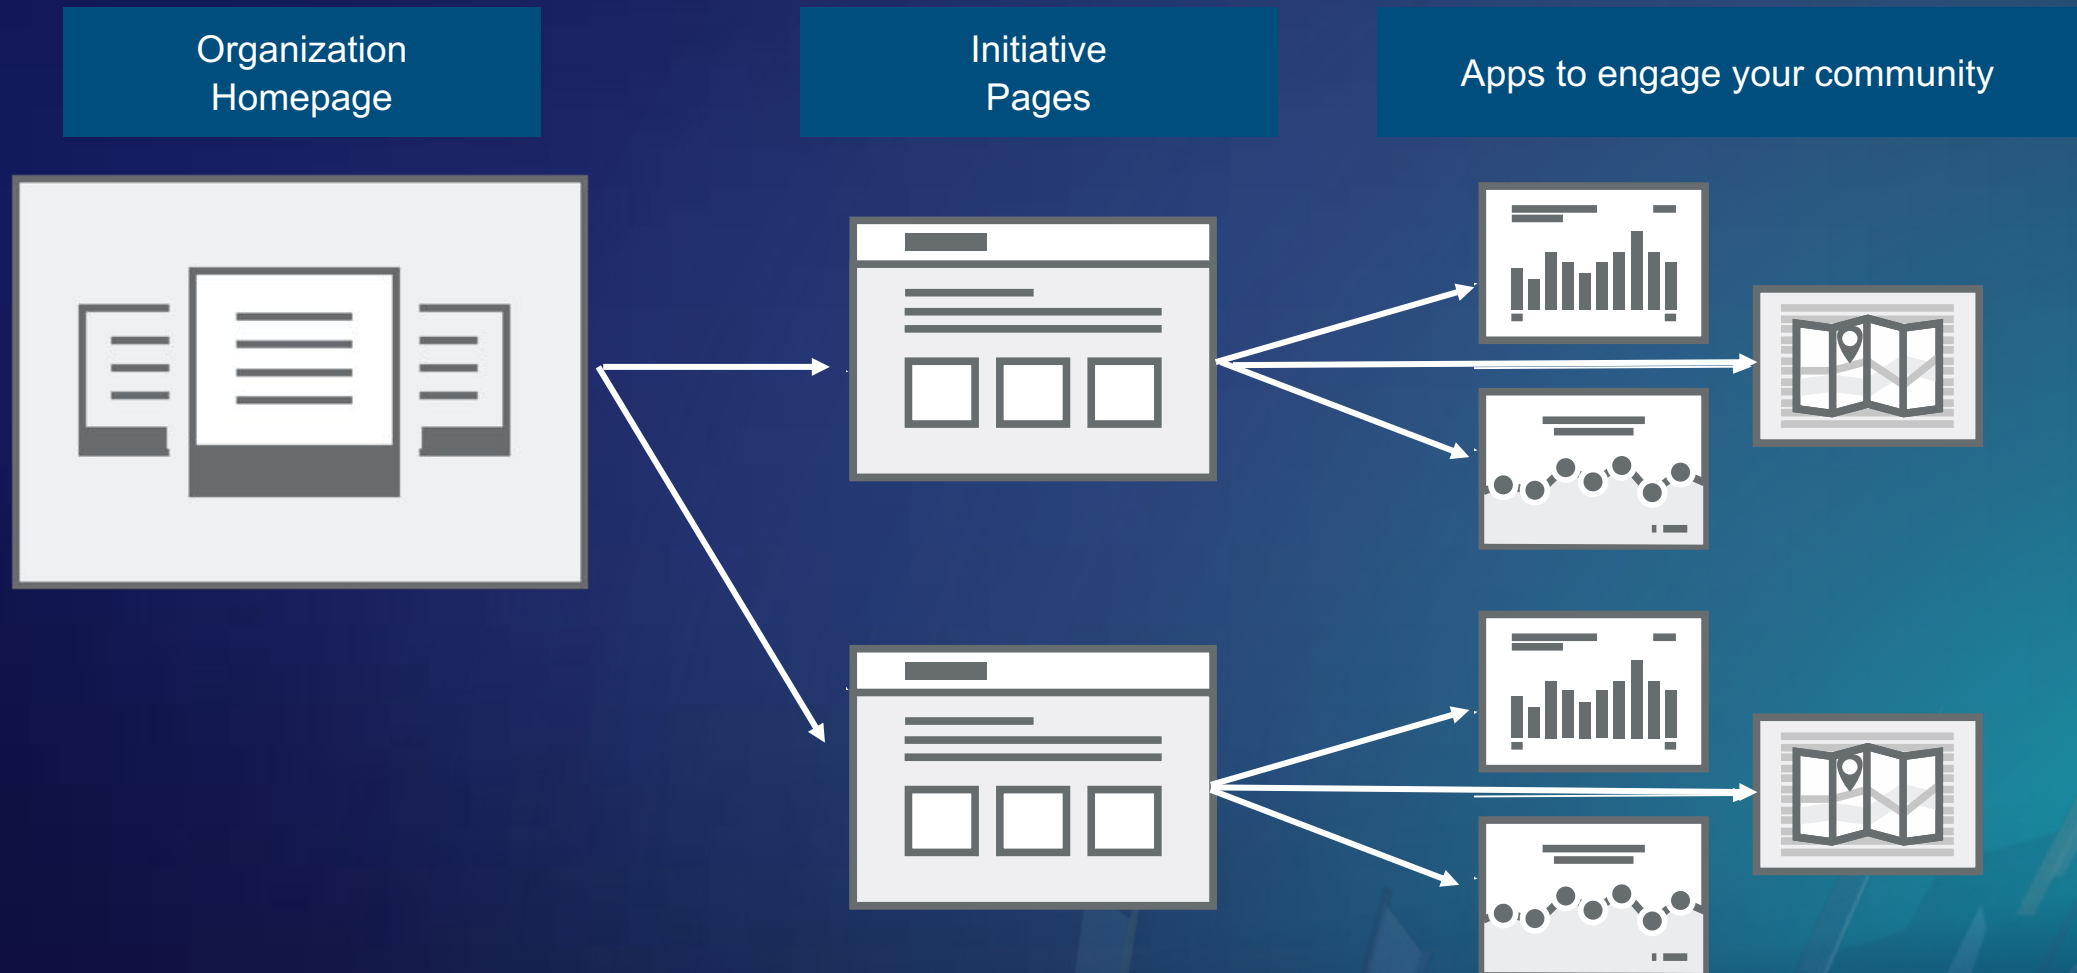 Organization
Homepage
Initiative
Pages
Apps to engage your community